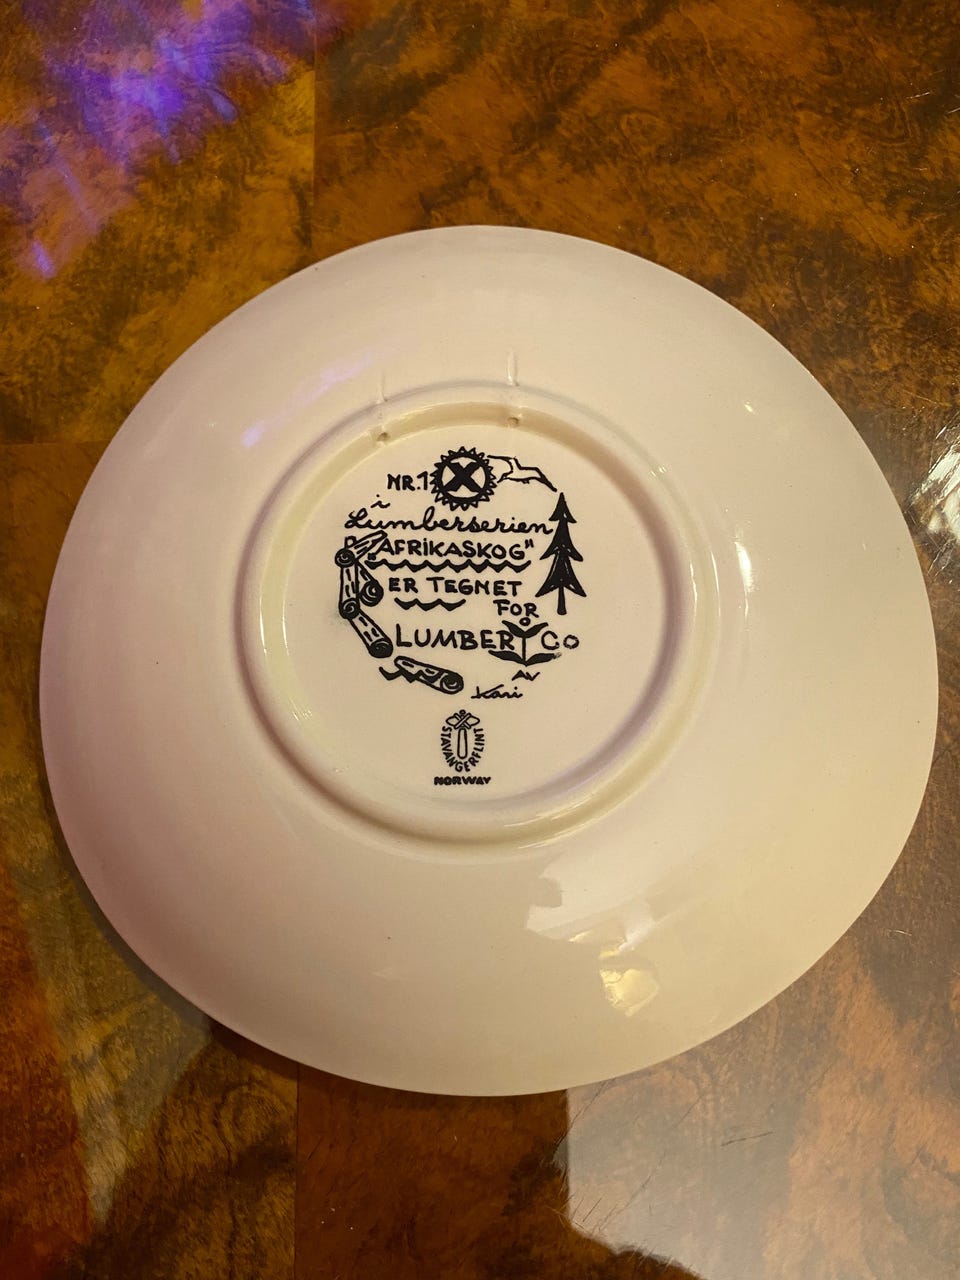 NR.1 X
i
Lumberserien
"AFRIKASKOG"
ER TEGNET
FOR
LUMBER CO
AV
Kari
STAVANGERFLINT
NORWAY